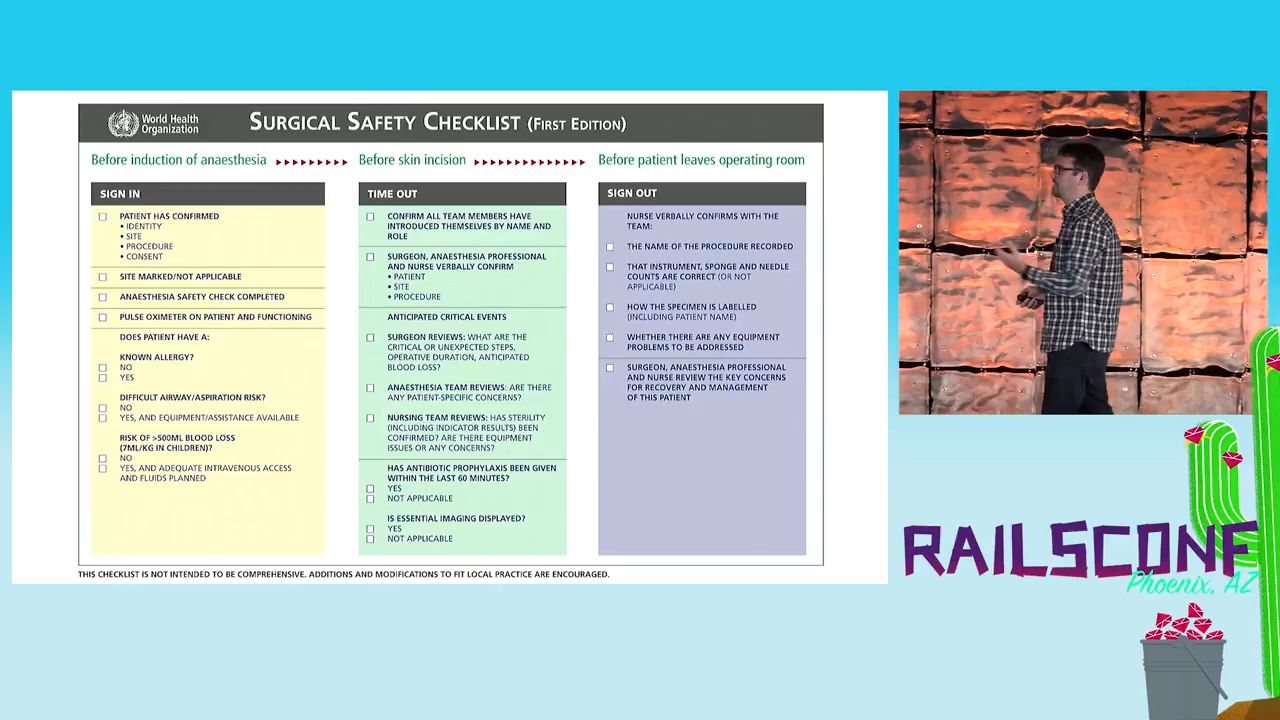 World Health
Organization
SURGICAL SAFETY CHECKLIST (FIRST EDITION)
Before induction of anaesthesia
Before skin incision
Before patient leaves operating room
SIGN IN
PATIENT HAS CONFIRMED
• IDENTITY
• SITE
• PROCEDURE
• CONSENT
SITE MARKED/NOT APPLICABLE
ANAESTHESIA SAFETY CHECK COMPLETED
PULSE OXIMETER ON PATIENT AND FUNCTIONING
DOES PATIENT HAVE A:
KNOWN ALLERGY?
NO
YES
DIFFICULT AIRWAY/ASPIRATION RISK?
NO
YES, AND EQUIPMENT/ASSISTANCE AVAILABLE
RISK OF >500ML BLOOD LOSS
(7ML/KG IN CHILDREN)?
NO
YES, AND ADEQUATE INTRAVENOUS ACCESS
AND FLUIDS PLANNED
TIME OUT
CONFIRM ALL TEAM MEMBERS HAVE
INTRODUCED THEMSELVES BY NAME AND
ROLE
SURGEON, ANAESTHESIA PROFESSIONAL
AND NURSE VERBALLY CONFIRM
• PATIENT
• SITE
• PROCEDURE
ANTICIPATED CRITICAL EVENTS
SURGEON REVIEWS: WHAT ARE THE
CRITICAL OR UNEXPECTED STEPS,
OPERATIVE DURATION, ANTICIPATED
BLOOD LOSS?
ANAESTHESIA TEAM REVIEWS: ARE THERE
ANY PATIENT-SPECIFIC CONCERNS?
NURSING TEAM REVIEWS: HAS STERILITY
(INCLUDING INDICATOR RESULTS) BEEN
CONFIRMED? ARE THERE EQUIPMENT
ISSUES OR ANY CONCERNS?
HAS ANTIBIOTIC PROPHYLAXIS BEEN GIVEN
WITHIN THE LAST 60 MINUTES?
YES
NOT APPLICABLE
IS ESSENTIAL IMAGING DISPLAYED?
YES
NOT APPLICABLE
SIGN OUT
NURSE VERBALLY CONFIRMS WITH THE
TEAM:
THE NAME OF THE PROCEDURE RECORDED
THAT INSTRUMENT, SPONGE AND NEEDLE
COUNTS ARE CORRECT (OR NOT
APPLICABLE)
HOW THE SPECIMEN IS LABELLED
(INCLUDING PATIENT NAME)
WHETHER THERE ARE ANY EQUIPMENT
PROBLEMS TO BE ADDRESSED
SURGEON, ANAESTHESIA PROFESSIONAL
AND NURSE REVIEW THE KEY CONCERNS
FOR RECOVERY AND MANAGEMENT
OF THIS PATIENT
THIS CHECKLIST IS NOT INTENDED TO BE COMPREHENSIVE. ADDITIONS AND MODIFICATIONS TO FIT LOCAL PRACTICE ARE ENCOURAGED.
RAILSCONF
Phoenix, AZ